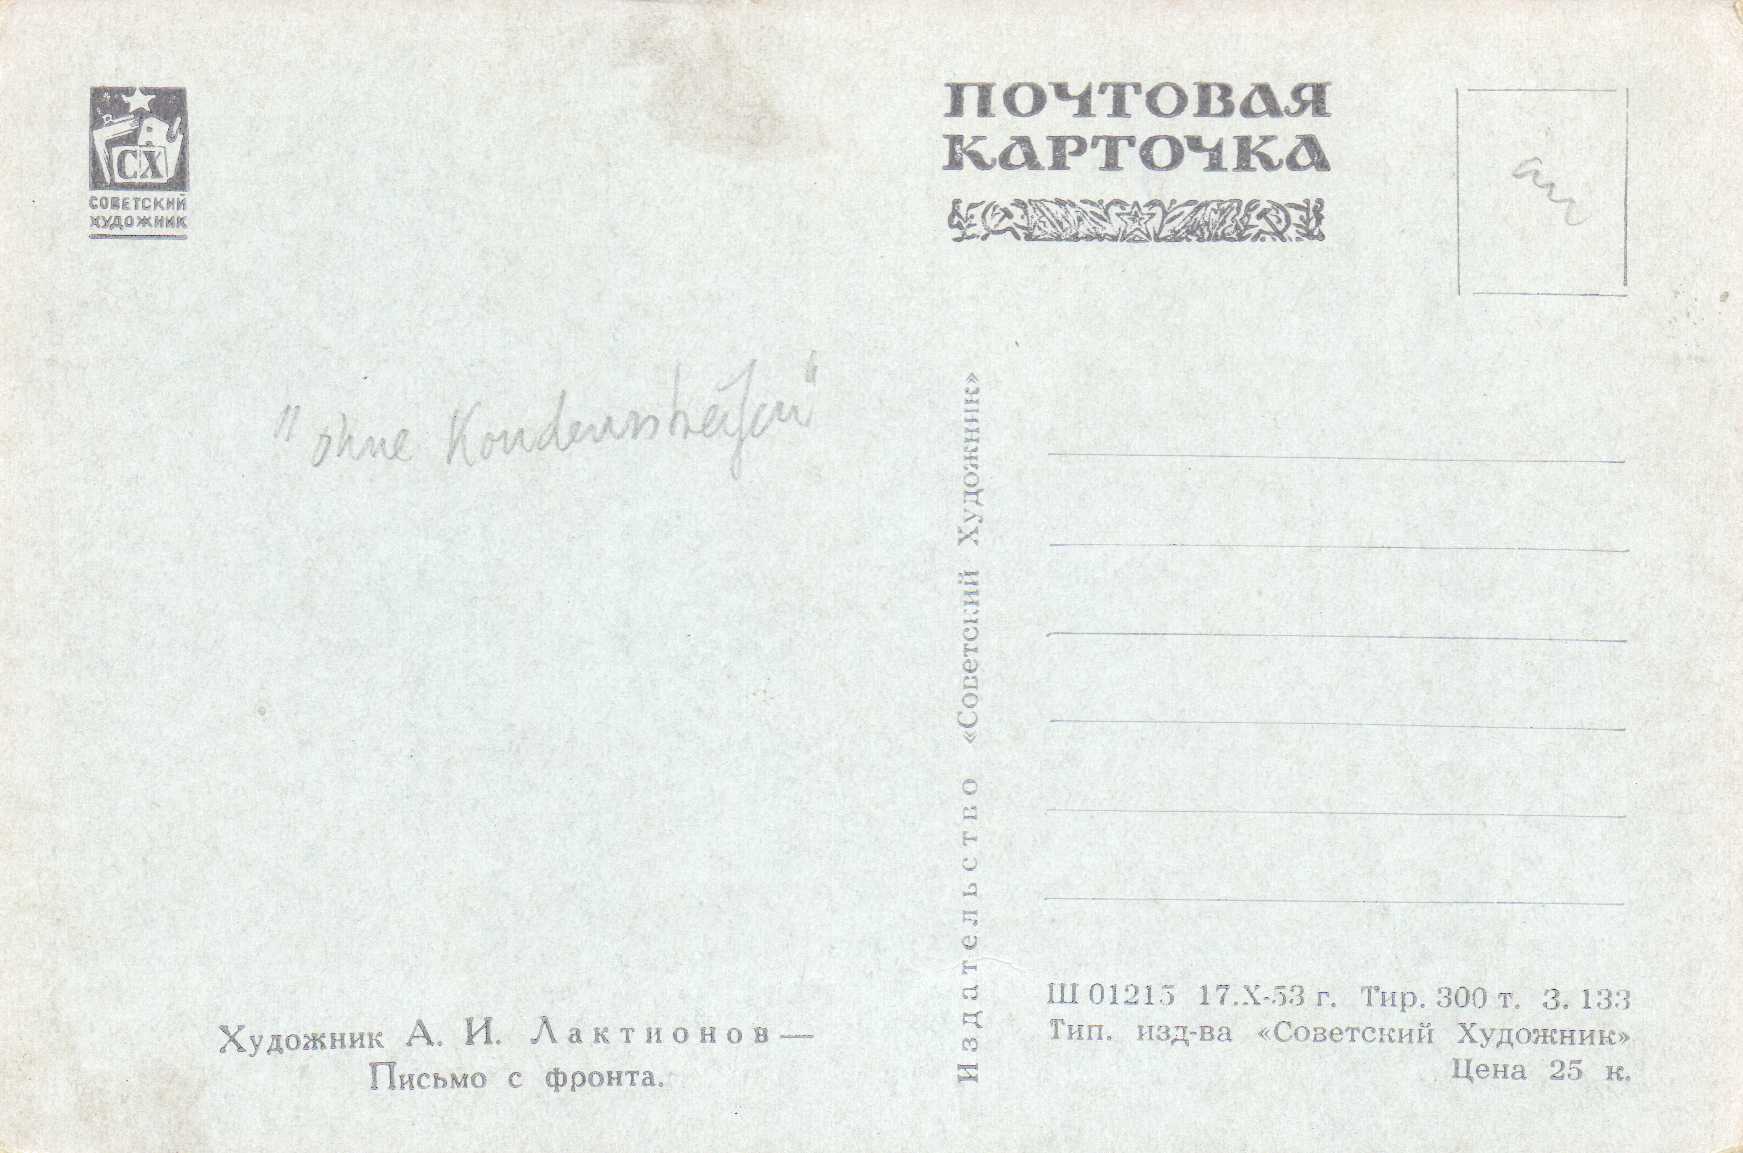 СХ
СОВЕТСКИЙ
ХУДОЖНИК
ПОЧТОВАЯ
КАРТОЧКА
"ohne Kondensstreifen"
Издательство «Советский Художник»
Художник А. И. Лактионов —
Письмо с фронта.
Ш 01215 17.X-53 г. Тир. 300 т. З. 133
Тип. изд-ва «Советский Художник»
Цена 25 к.